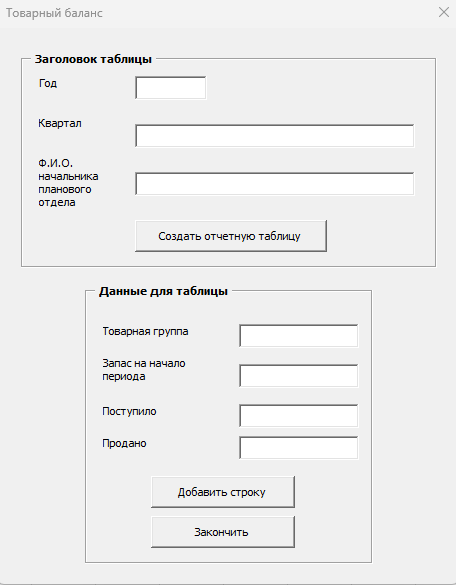 Товарный баланс
Заголовок таблицы
Год
Квартал
Ф.И.О.
начальника
планового
отдела
Создать отчетную таблицу
Данные для таблицы
Товарная группа
Запас на начало
периода
Поступило
Продано
Добавить строку
Закончить